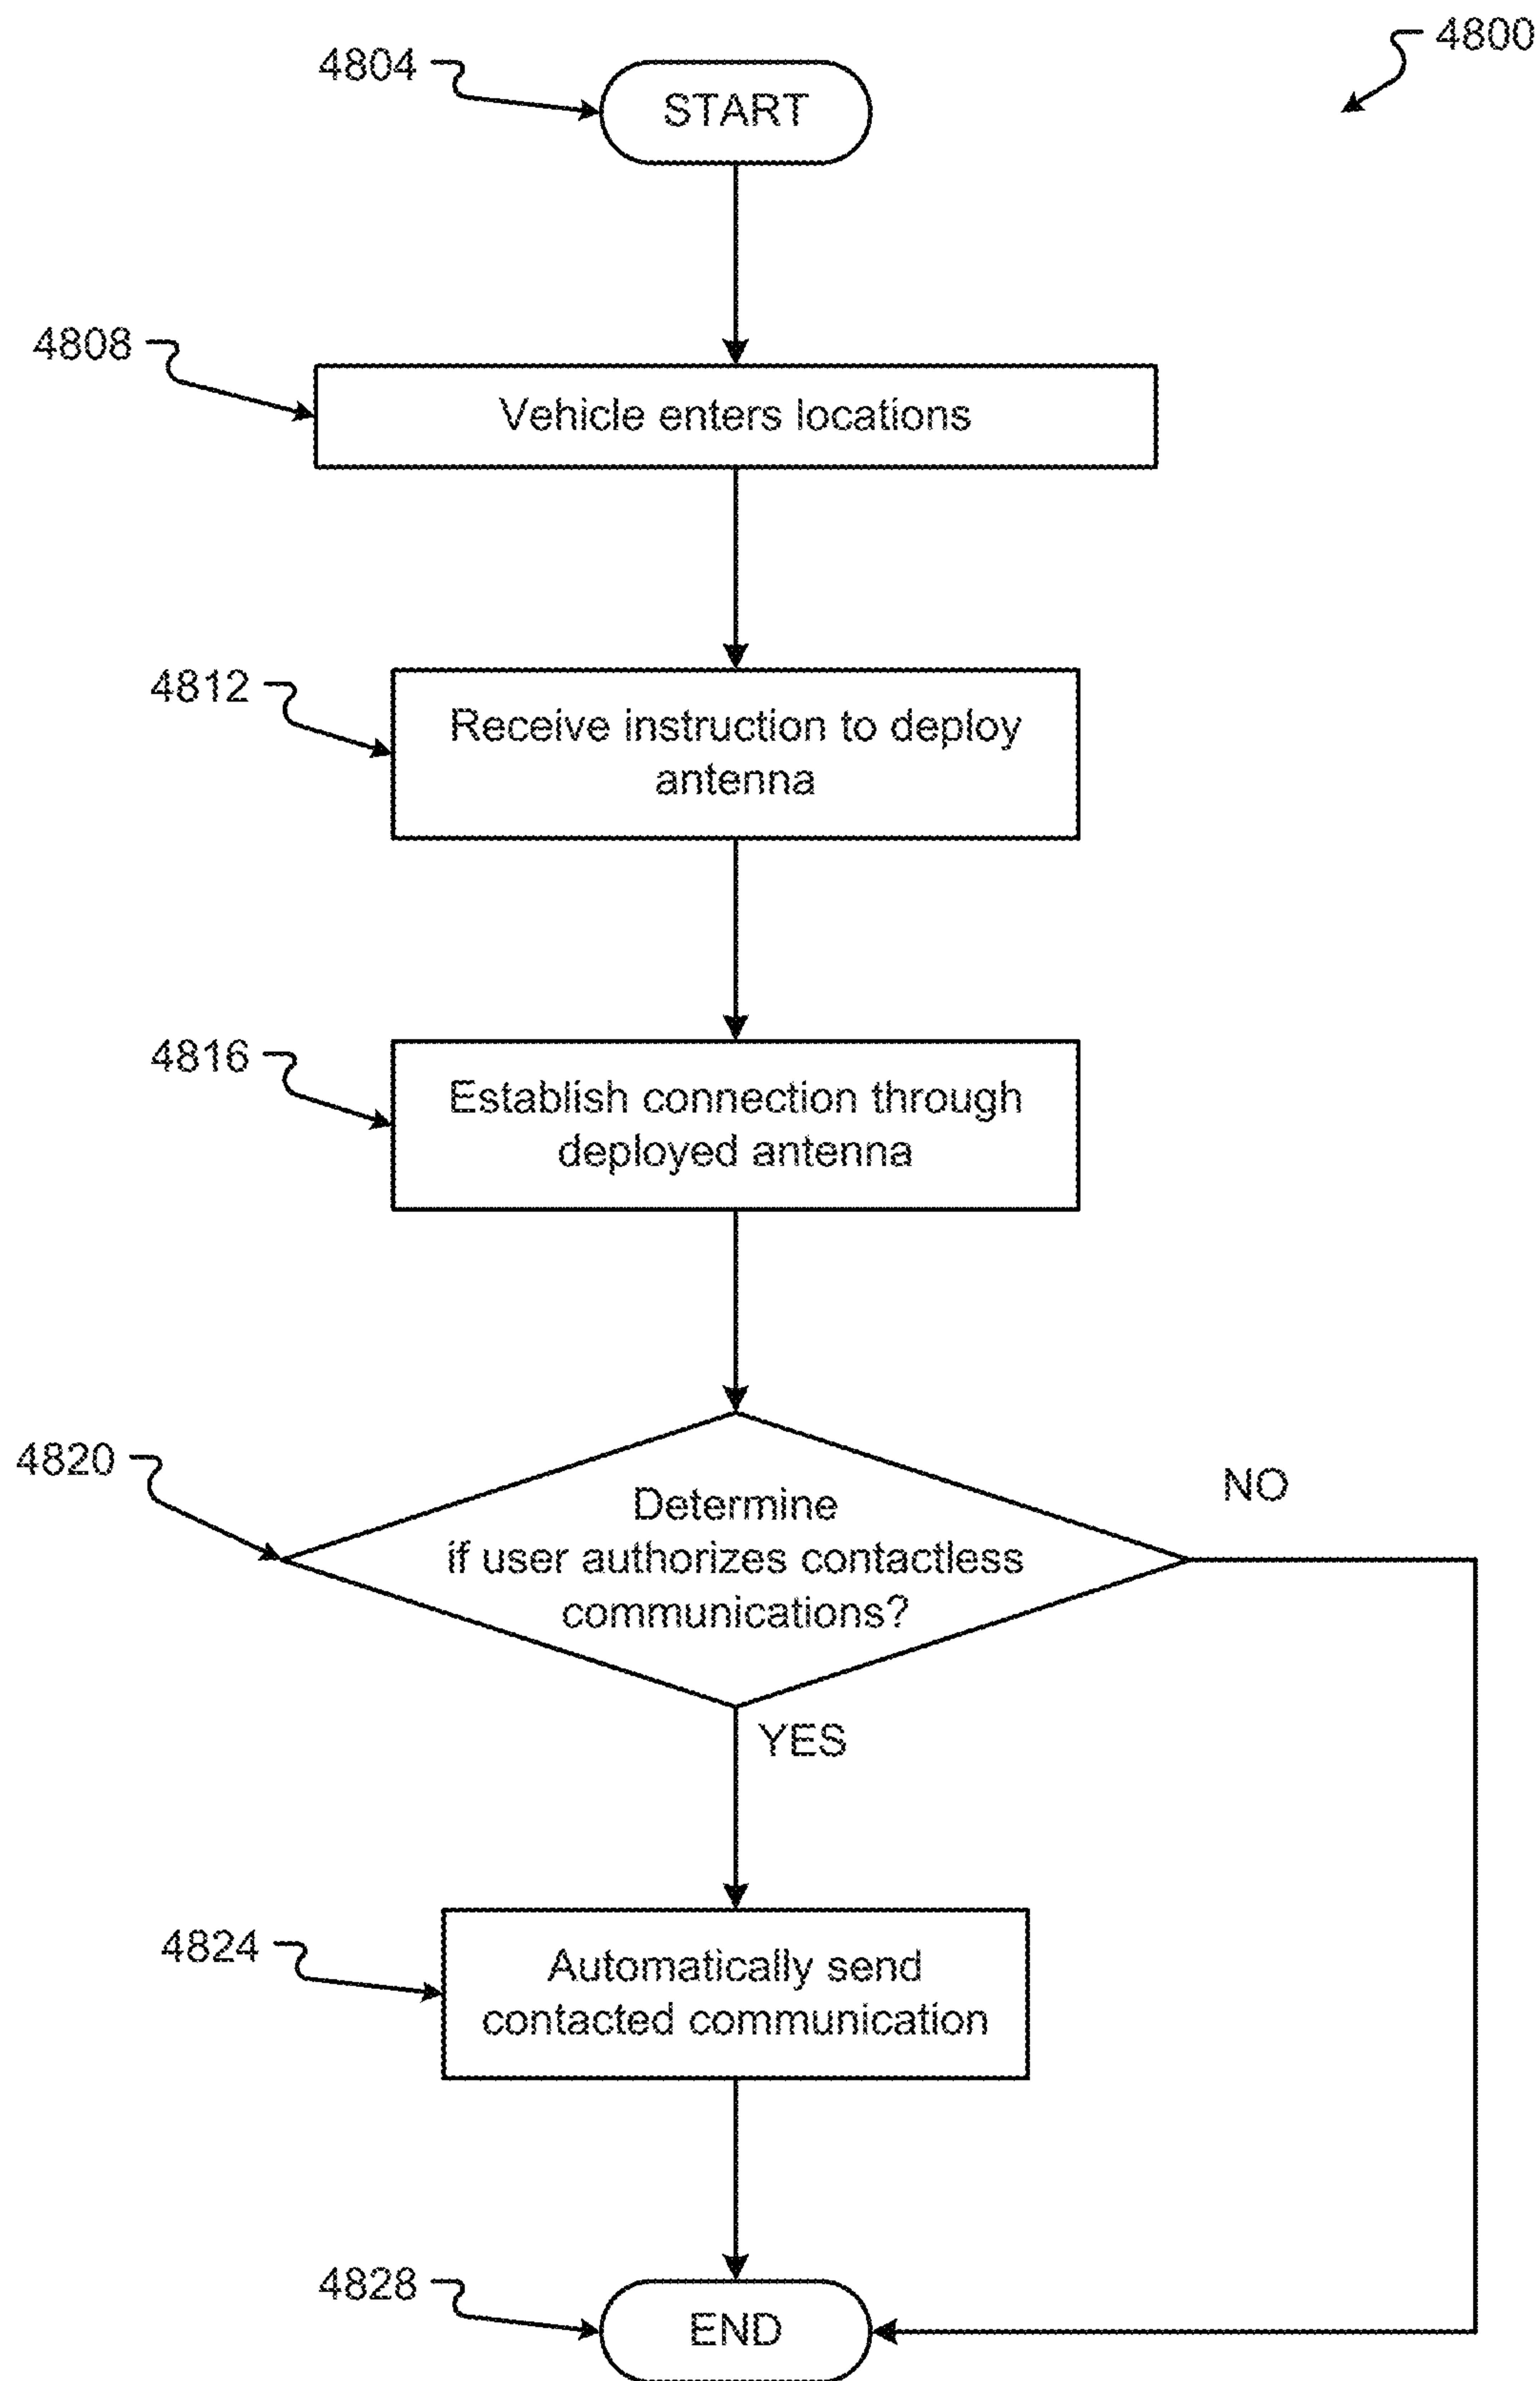 4800
4804
START
4808
Vehicle enters locations
4812
Receive instruction to deploy
antenna
4816
Establish connection through
deployed antenna
4820
Determine
if user authorizes contactless
communications?
NO
YES
4824
Automatically send
contacted communication
4828
END